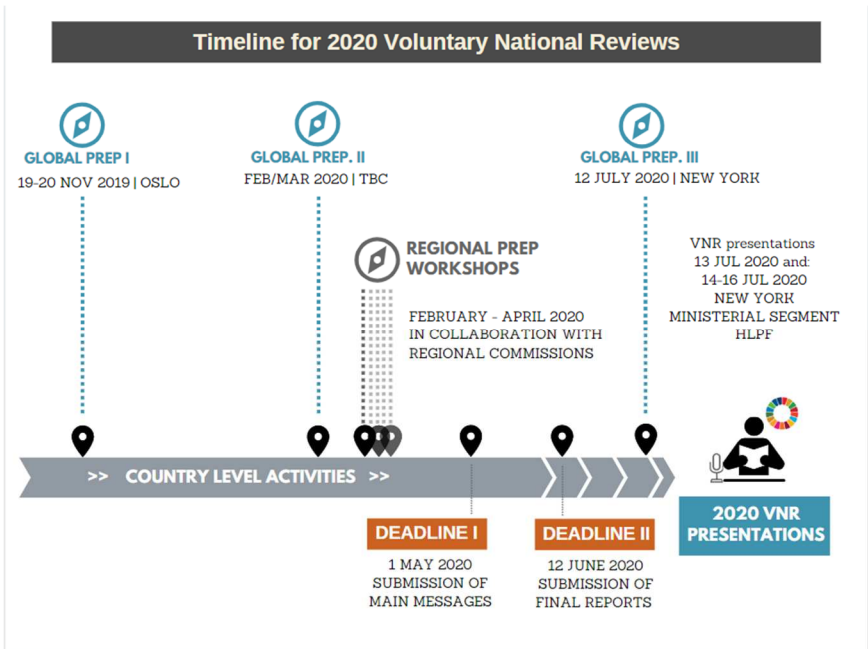 Timeline for 2020 Voluntary National Reviews
GLOBAL PREP I
19-20 NOV 2019 | OSLO
GLOBAL PREP. II
FEB/MAR 2020 | TBC
GLOBAL PREP. III
12 JULY 2020 | NEW YORK
REGIONAL PREP
WORKSHOPS
FEBRUARY - APRIL 2020
IN COLLABORATION WITH
REGIONAL COMMISSIONS
VNR presentations
13 JUL 2020 and:
14-16 JUL 2020
NEW YORK
MINISTERIAL SEGMENT
HLPF
>> COUNTRY LEVEL ACTIVITIES >>
DEADLINE I
1 MAY 2020
SUBMISSION OF
MAIN MESSAGES
DEADLINE II
12 JUNE 2020
SUBMISSION OF
FINAL REPORTS
2020 VNR
PRESENTATIONS